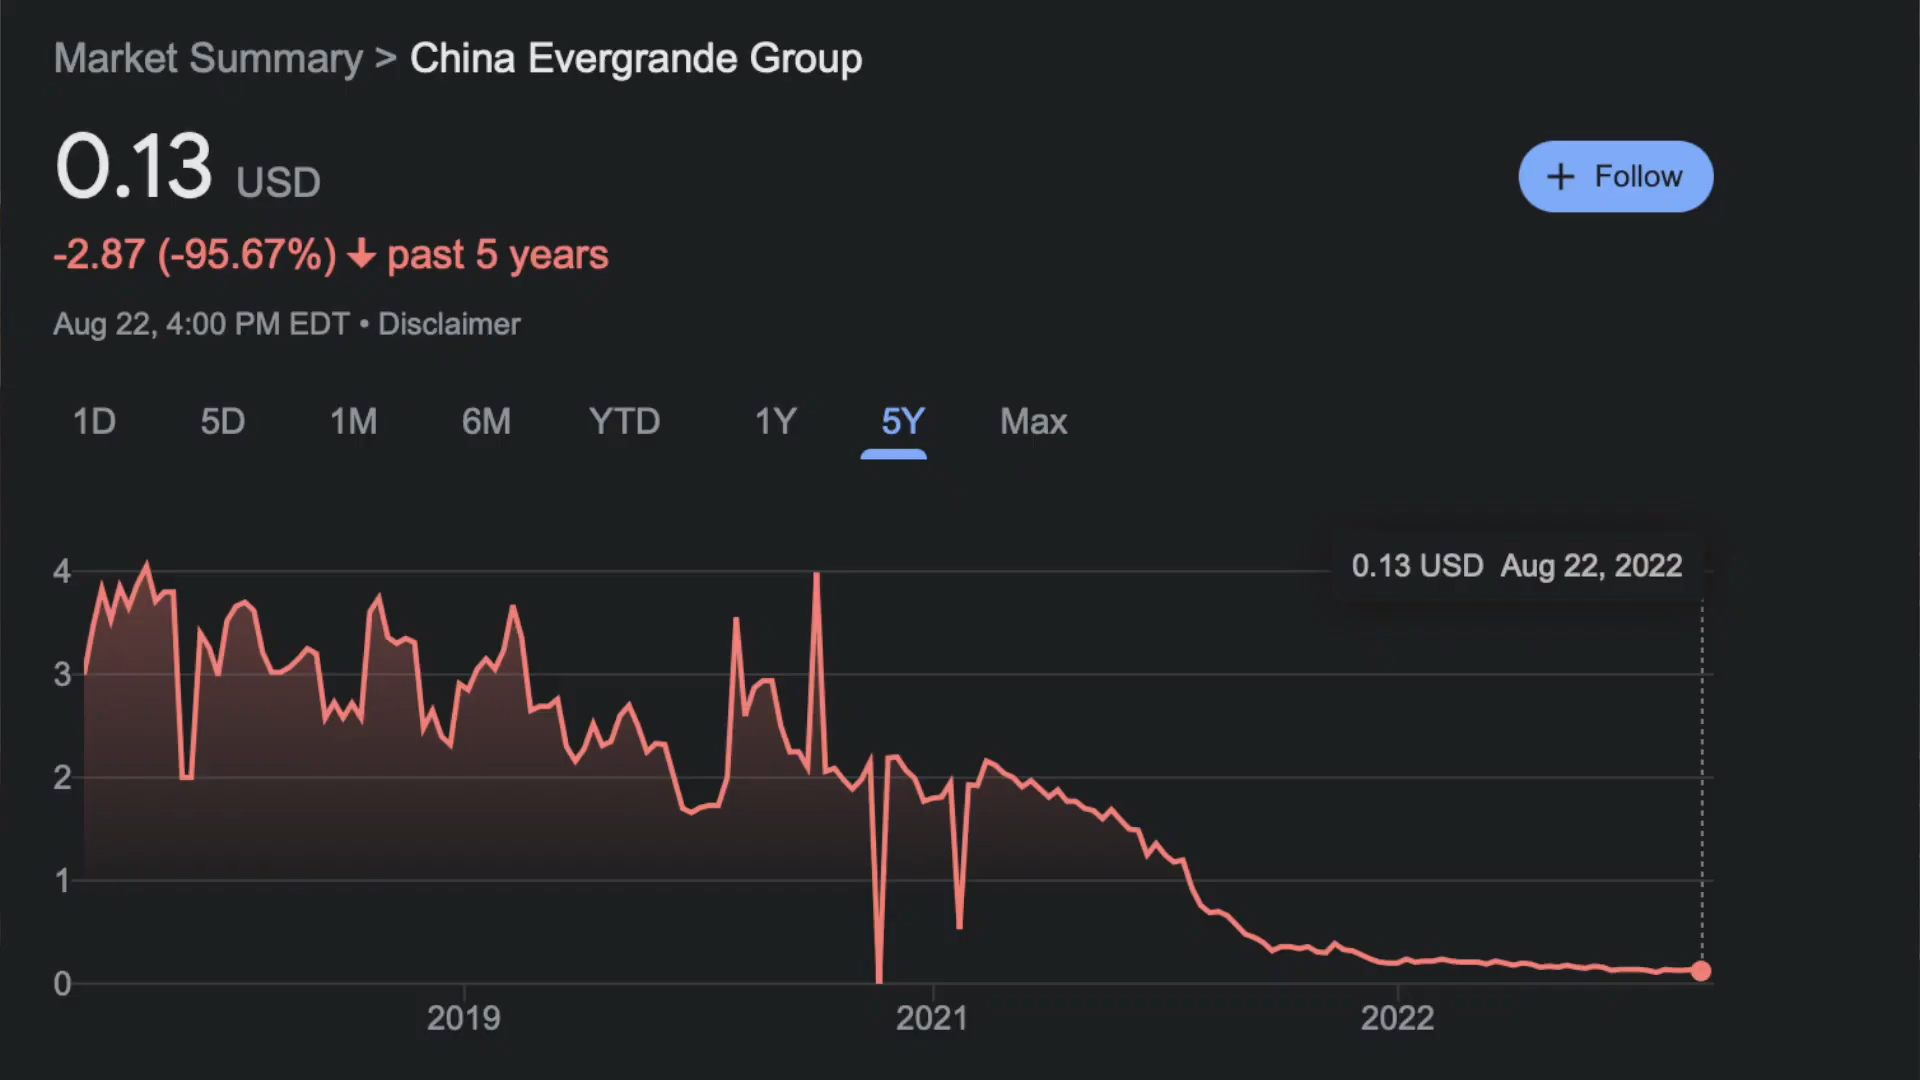 Market Summary > China Evergrande Group
0.13 USD
+ Follow
-2.87 (-95.67%) ↓ past 5 years
Aug 22, 4:00 PM EDT • Disclaimer
1D 5D 1M 6M YTD 1Y 5Y Max
0.13 USD Aug 22, 2022
4
3
2
1
0
2019 2021 2022